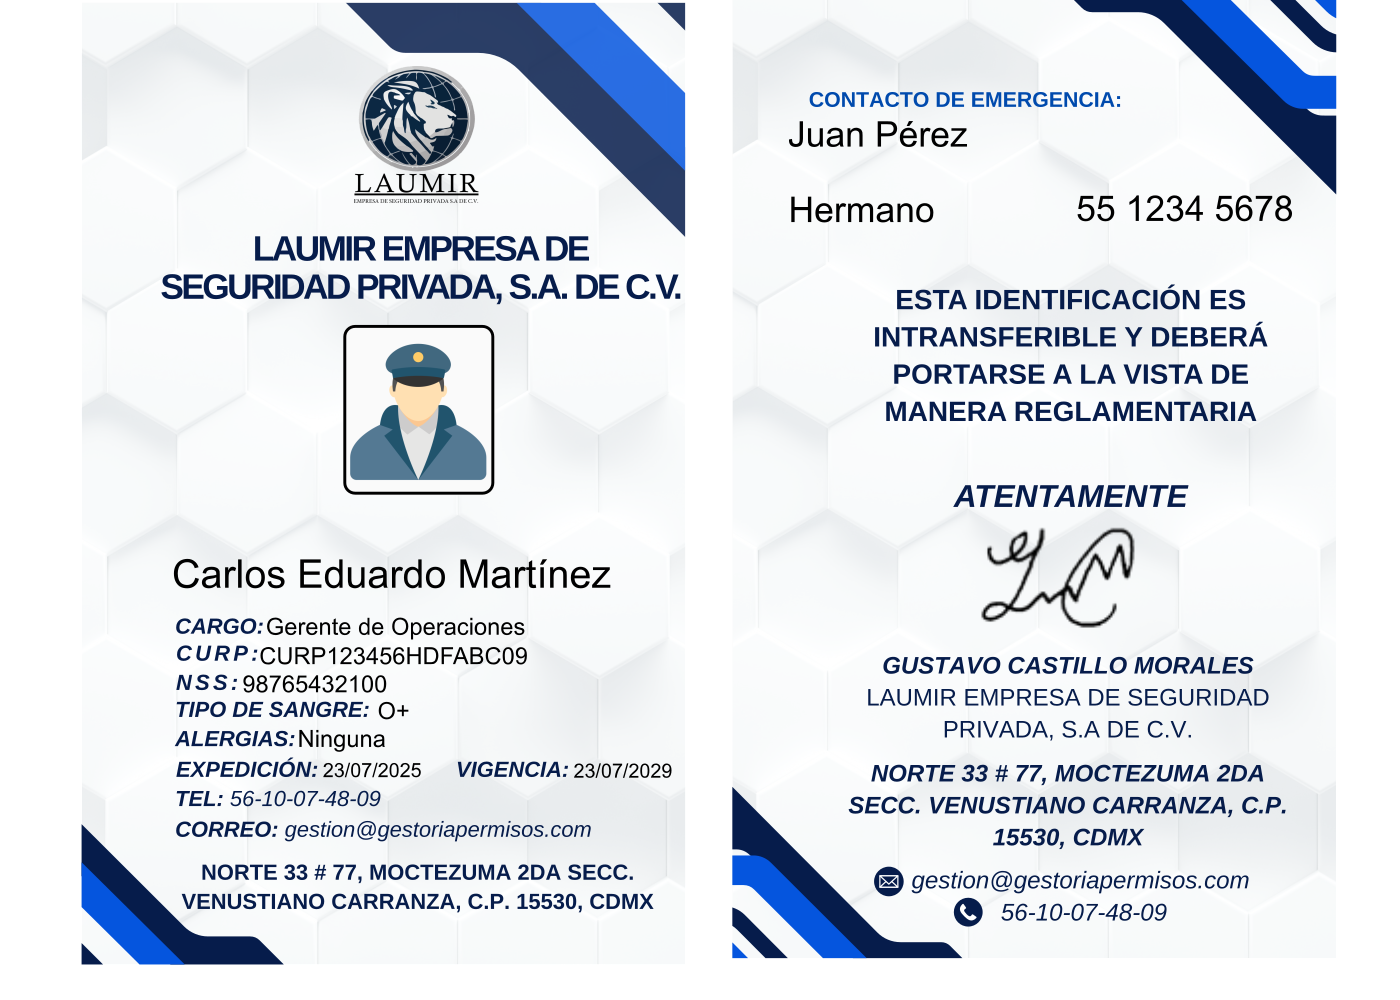 LAUMIR
EMPRESA DE SEGURIDAD PRIVADA S.A DE C.V.
LAUMIR EMPRESA DE
SEGURIDAD PRIVADA, S.A. DE C.V.
Carlos Eduardo Martínez
CARGO: Gerente de Operaciones
CURP: CURP123456HDFABC09
NSS: 98765432100
TIPO DE SANGRE: O+
ALERGIAS: Ninguna
EXPEDICIÓN: 23/07/2025 VIGENCIA: 23/07/2029
TEL: 56-10-07-48-09
CORREO: gestion@gestoriapermisos.com
NORTE 33 # 77, MOCTEZUMA 2DA SECC.
VENUSTIANO CARRANZA, C.P. 15530, CDMX
CONTACTO DE EMERGENCIA:
Juan Pérez
Hermano 55 1234 5678
ESTA IDENTIFICACIÓN ES
INTRANSFERIBLE Y DEBERÁ
PORTARSE A LA VISTA DE
MANERA REGLAMENTARIA
ATENTAMENTE
GUSTAVO CASTILLO MORALES
LAUMIR EMPRESA DE SEGURIDAD
PRIVADA, S.A DE C.V.
NORTE 33 # 77, MOCTEZUMA 2DA
SECC. VENUSTIANO CARRANZA, C.P.
15530, CDMX
gestion@gestoriapermisos.com
56-10-07-48-09